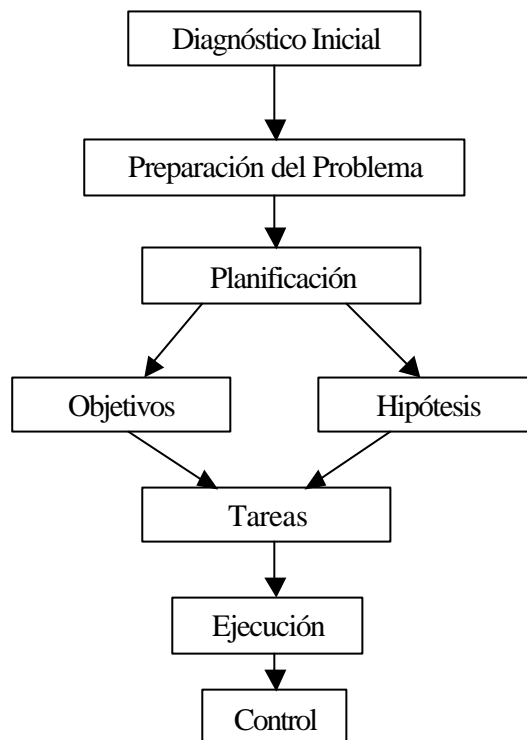 Diagnóstico Inicial
Preparación del Problema
Planificación
Objetivos
Hipótesis
Tareas
Ejecución
Control